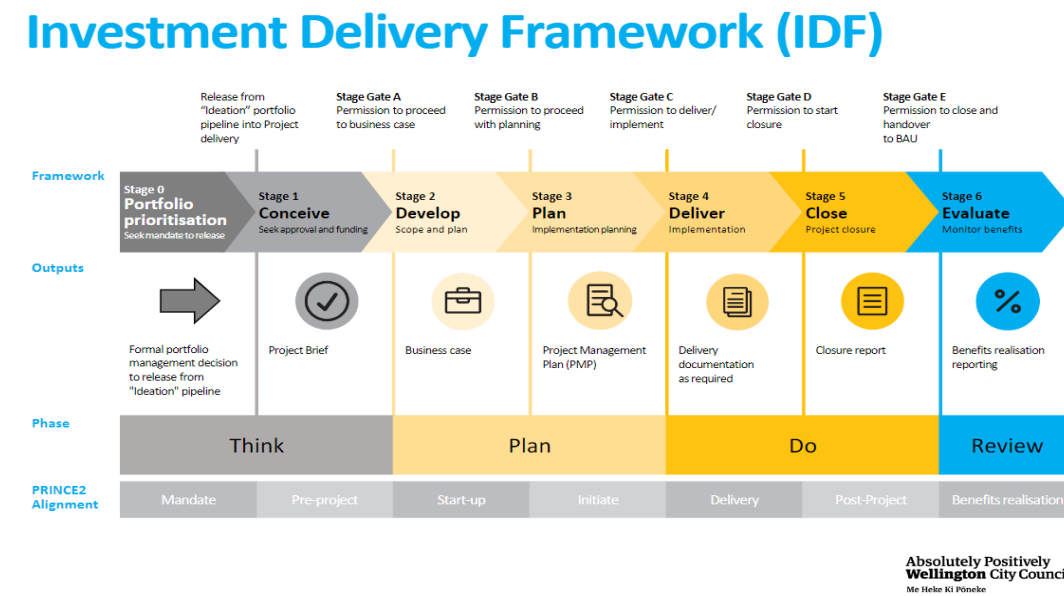 Investment Delivery Framework (IDF)
Release from
“Ideation” portfolio
pipeline into Project
delivery
Stage Gate A
Permission to proceed
to business case
Stage Gate B
Permission to proceed
with planning
Stage Gate C
Permission to deliver/
implement
Stage Gate D
Permission to start
closure
Stage Gate E
Permission to close and
handover
to BAU
Framework
Stage 0
Portfolio
prioritisation
Seek mandate to release
Stage 1
Conceive
Seek approval and funding
Stage 2
Develop
Scope and plan
Stage 3
Plan
Implementation planning
Stage 4
Deliver
Implementation
Stage 5
Close
Project closure
Stage 6
Evaluate
Monitor benefits
Outputs
Formal portfolio
management decision
to release from
"Ideation" pipeline
Project Brief
Business case
Project Management
Plan (PMP)
Delivery
documentation
as required
Closure report
Benefits realisation
reporting
Phase
Think
Plan
Do
Review
PRINCE2
Alignment
Mandate
Pre-project
Start-up
Initiate
Delivery
Post-Project
Benefits realisation
Absolutely Positively
Wellington City Counci
Me Heke Ki Pōneke